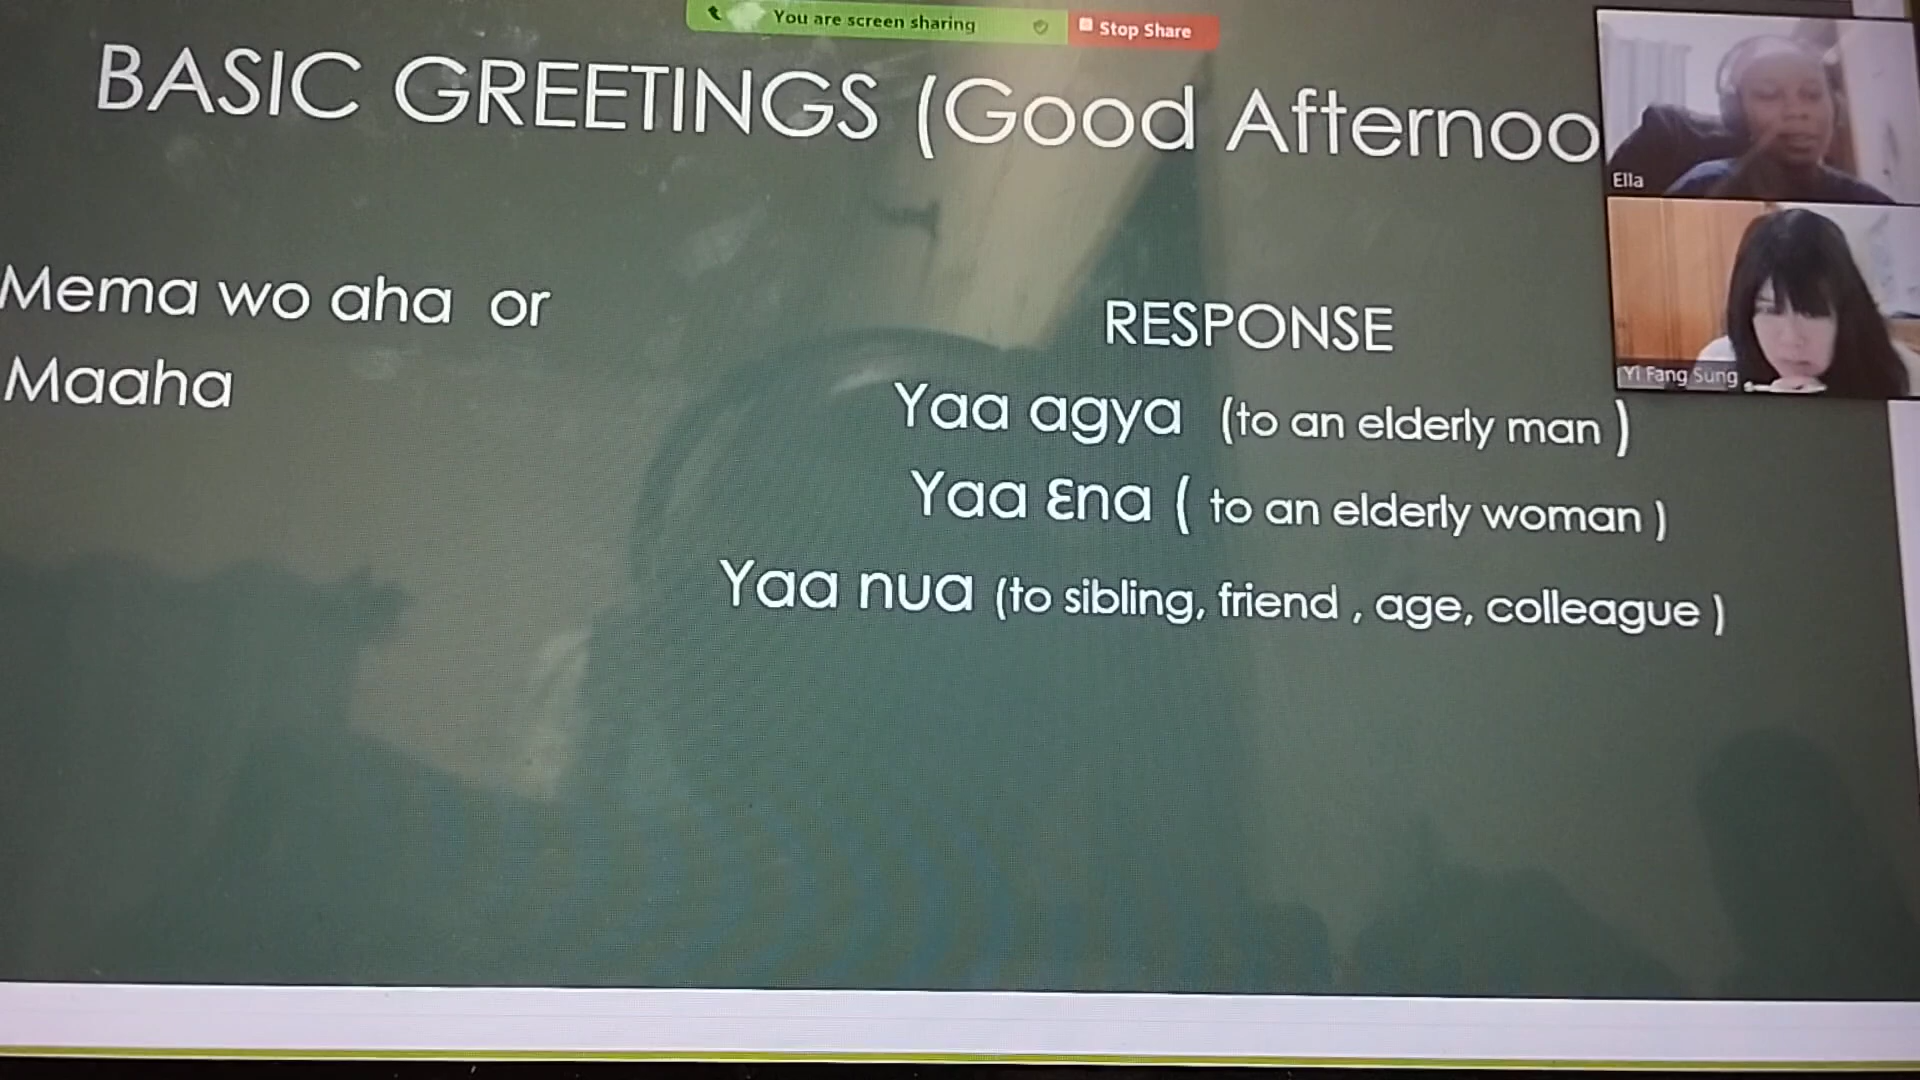 You are screen sharing
Stop Share
BASIC GREETINGS (Good Afternoo
Ella
Yi Fang Sung
Mema wo aha or
Maaha
RESPONSE
Yaa agya (to an elderly man )
Yaa ɛna ( to an elderly woman )
Yaa nua (to sibling, friend , age, colleague )